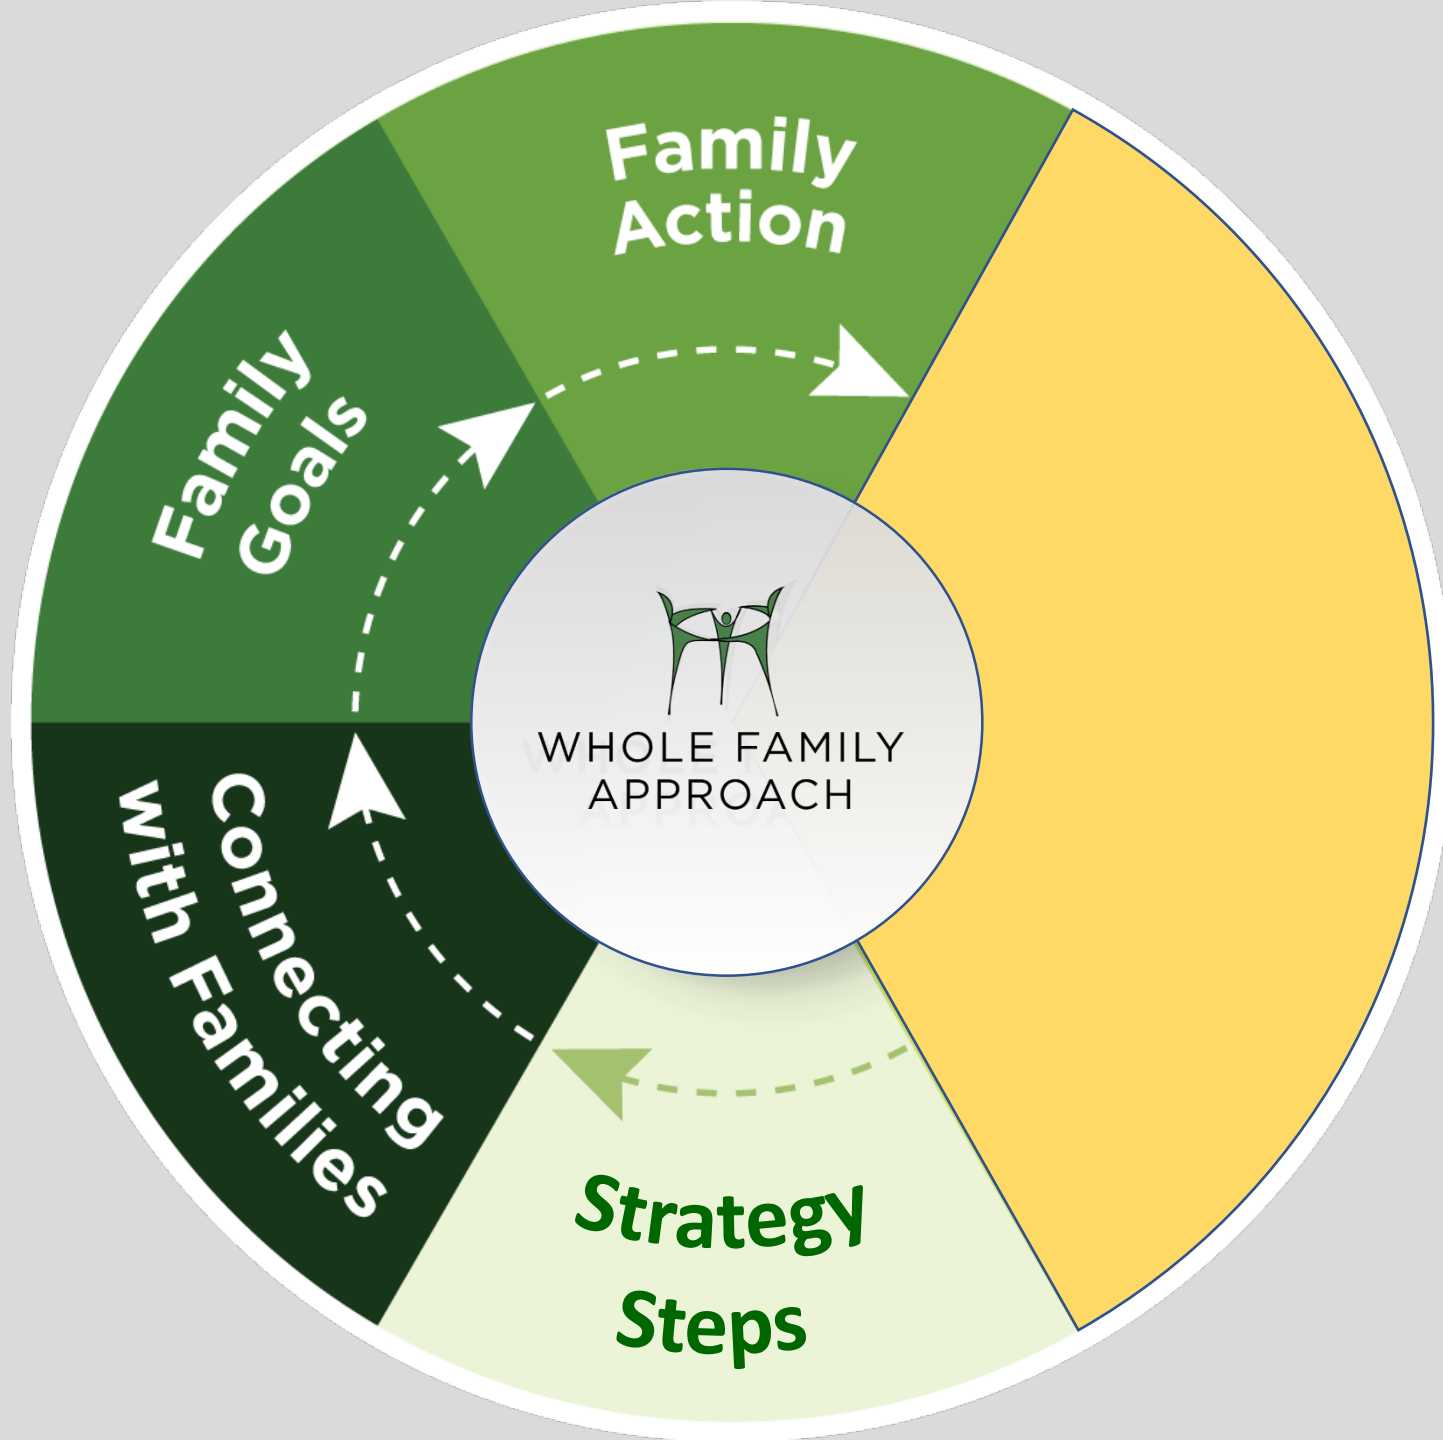 Family
Action
Family
Goals
Connecting
with Families
Strategy
Steps
WHOLE FAMILY
APPROACH